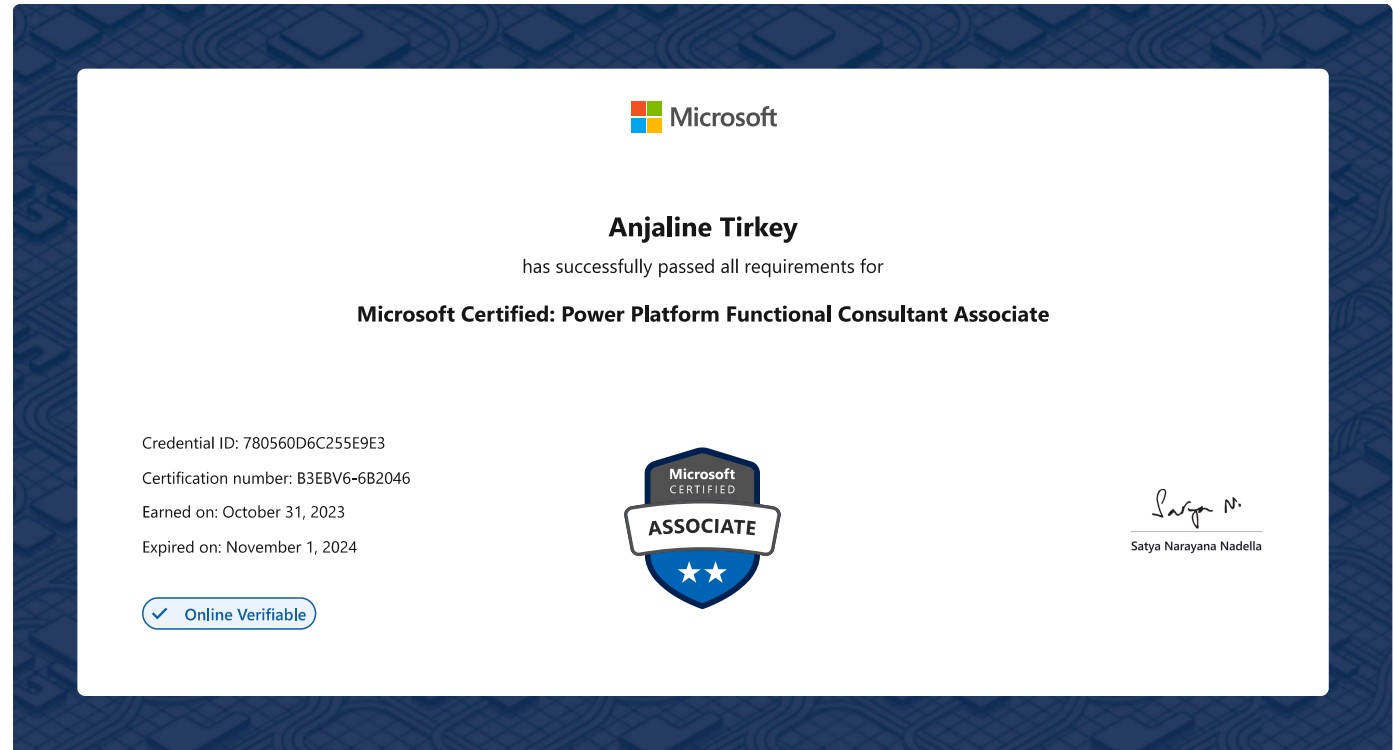 Microsoft
Anjaline Tirkey
has successfully passed all requirements for
Microsoft Certified: Power Platform Functional Consultant Associate
Credential ID: 780560D6C255E9E3
Certification number: B3EBV6-6B2046
Earned on: October 31, 2023
Expired on: November 1, 2024
Online Verifiable
Microsoft
CERTIFIED
ASSOCIATE
Satya N.
Satya Narayana Nadella